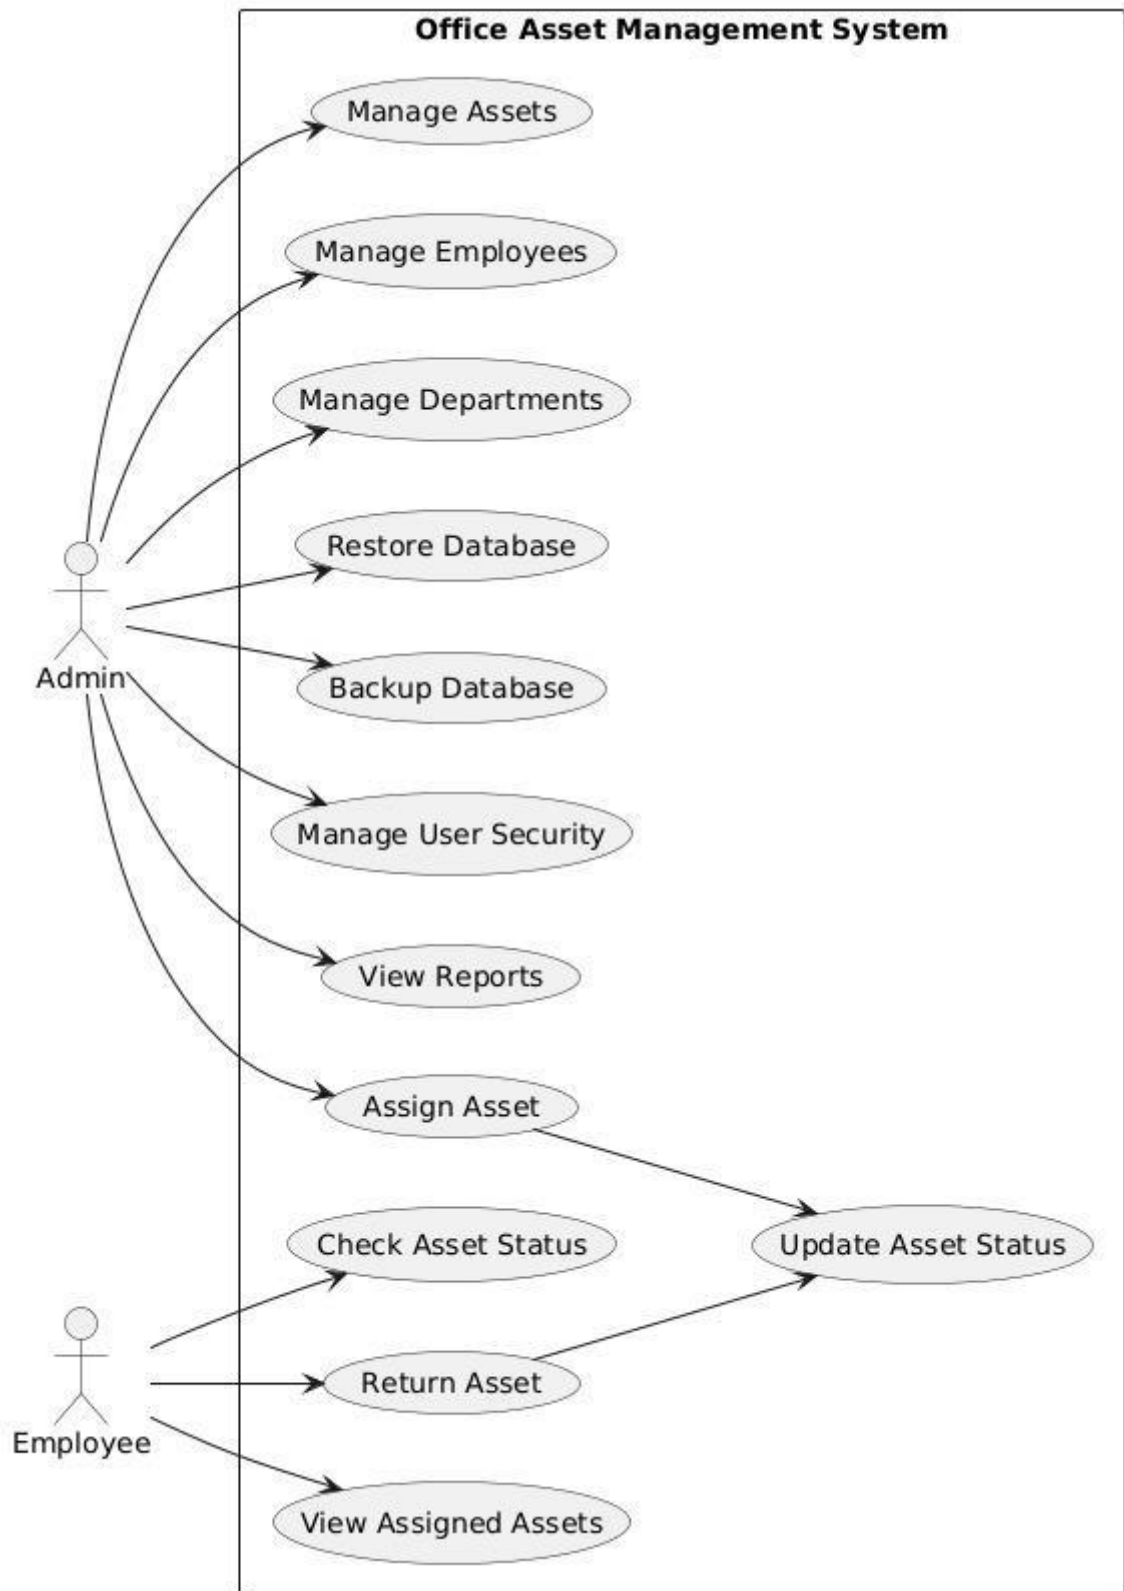 Office Asset Management System
Manage Assets
Manage Employees
Manage Departments
Restore Database
Admin
Backup Database
Manage User Security
View Reports
Assign Asset
Check Asset Status
Update Asset Status
Return Asset
Employee
View Assigned Assets